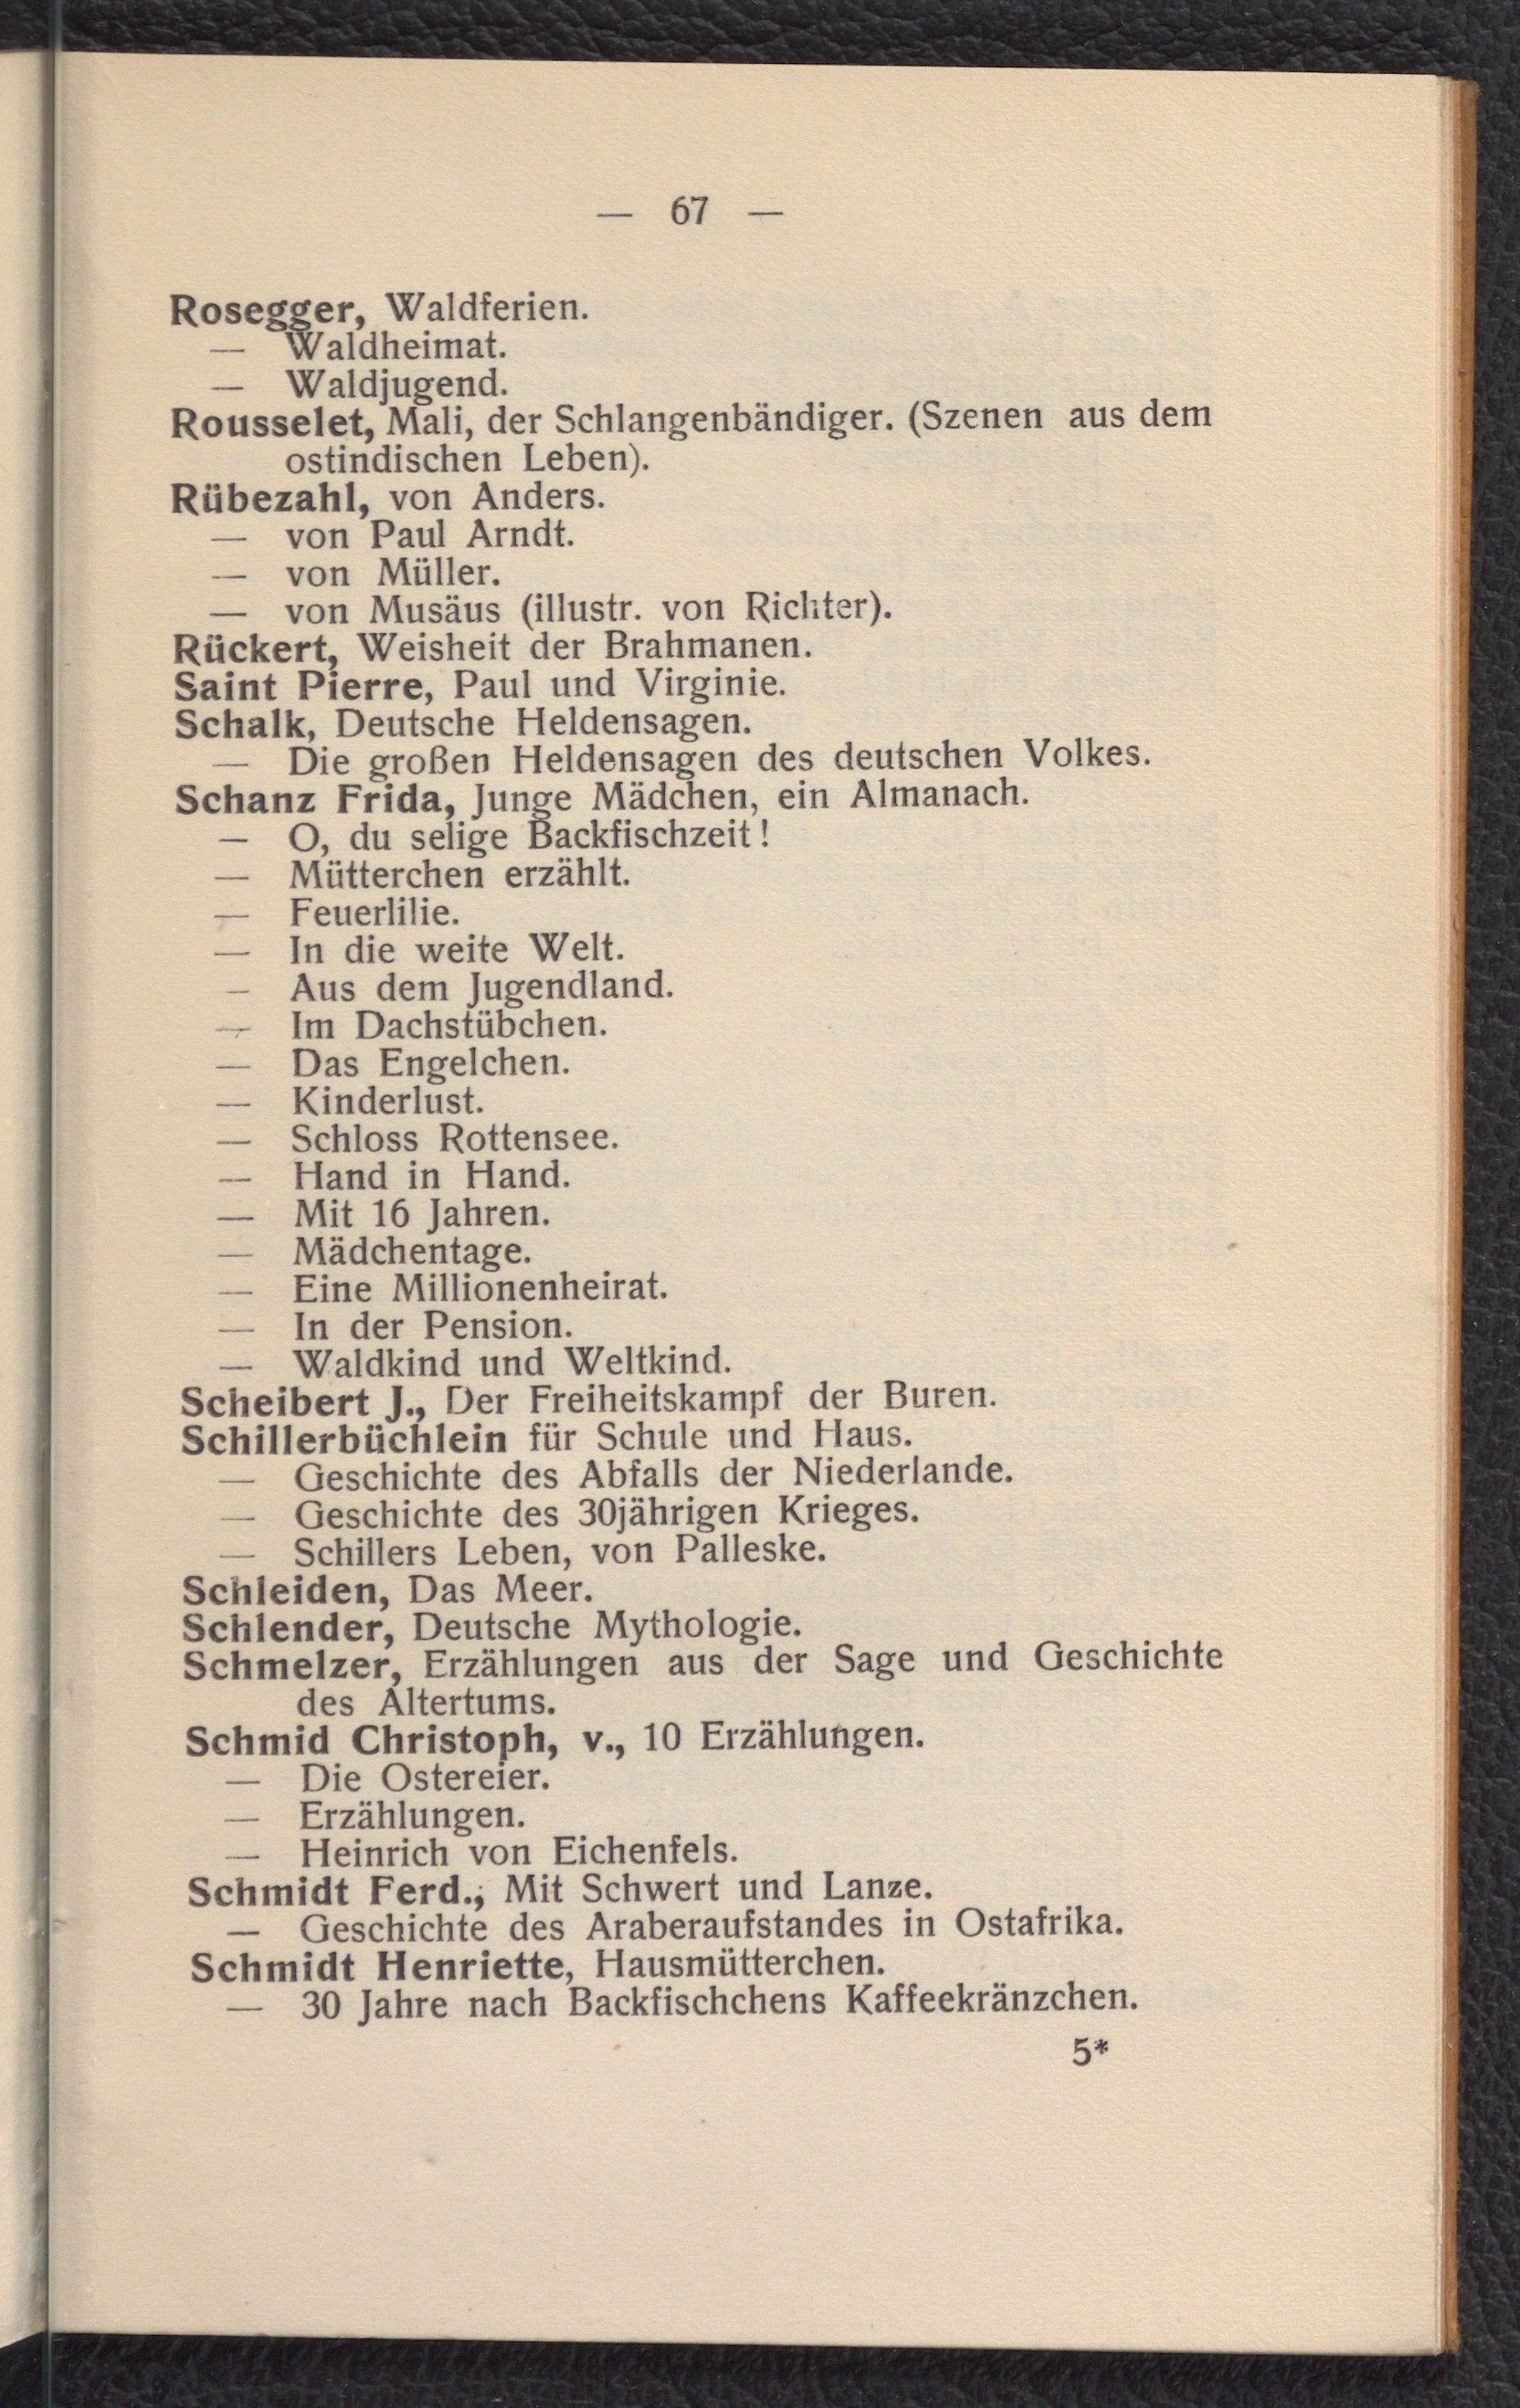 — 67 —
Rosegger, Waldferien.
— Waldheimat.
— Waldjugend.
Rousselet, Mali, der Schlangenbändiger. (Szenen aus dem
ostindischen Leben).
Rübezahl, von Anders.
— von Paul Arndt.
— von Müller.
— von Musäus (illustr. von Richter).
Rückert, Weisheit der Brahmanen.
Saint Pierre, Paul und Virginie.
Schalk, Deutsche Heldensagen.
— Die großen Heldensagen des deutschen Volkes.
Schanz Frida, Junge Mädchen, ein Almanach.
— O, du selige Backfischzeit!
— Mütterchen erzählt.
— Feuerlilie.
— In die weite Welt.
— Aus dem Jugendland.
— Im Dachstübchen.
— Das Engelchen.
— Kinderlust.
— Schloss Rottensee.
— Hand in Hand.
— Mit 16 Jahren.
— Mädchentage.
— Eine Millionenheirat.
— In der Pension.
— Waldkind und Weltkind.
Scheibert J., Der Freiheitskampf der Buren.
Schillerbüchlein für Schule und Haus.
— Geschichte des Abfalls der Niederlande.
— Geschichte des 30jährigen Krieges.
— Schillers Leben, von Palleske.
Schleiden, Das Meer.
Schlender, Deutsche Mythologie.
Schmelzer, Erzählungen aus der Sage und Geschichte
des Altertums.
Schmid Christoph, v., 10 Erzählungen.
— Die Ostereier.
— Erzählungen.
— Heinrich von Eichenfels.
Schmidt Ferd., Mit Schwert und Lanze.
— Geschichte des Araberaufstandes in Ostafrika.
Schmidt Henriette, Hausmütterchen.
— 30 Jahre nach Backfischchens Kaffeekränzchen.
5*